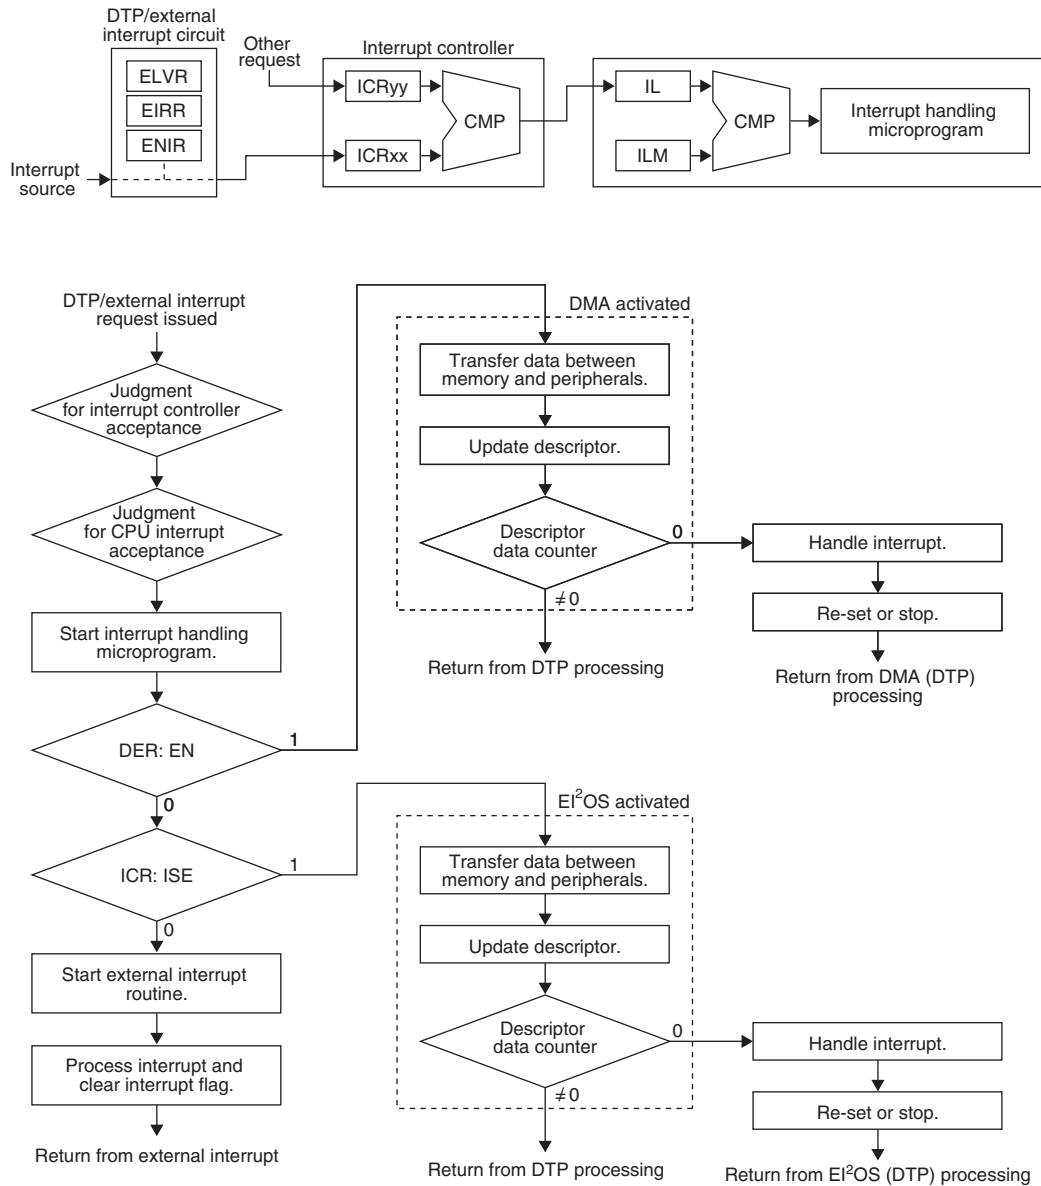 DTP/external
interrupt circuit
ELVR
EIRR
ENIR
Interrupt
source
Other
request
Interrupt controller
ICRyy
ICRxx
CMP
IL
ILM
CMP
Interrupt handling
microprogram
DTP/external interrupt
request issued
Judgment
for interrupt controller
acceptance
Judgment
for CPU interrupt
acceptance
Start interrupt handling
microprogram.
DER: EN
1
0
ICR: ISE
1
0
Start external interrupt
routine.
Process interrupt and
clear interrupt flag.
Return from external interrupt
DMA activated
Transfer data between
memory and peripherals.
Update descriptor.
Descriptor
data counter
0
≠0
Return from DTP processing
Handle interrupt.
Re-set or stop.
Return from DMA (DTP)
processing
EI²OS activated
Transfer data between
memory and peripherals.
Update descriptor.
Descriptor
data counter
0
≠0
Return from DTP processing
Handle interrupt.
Re-set or stop.
Return from EI²OS (DTP) processing